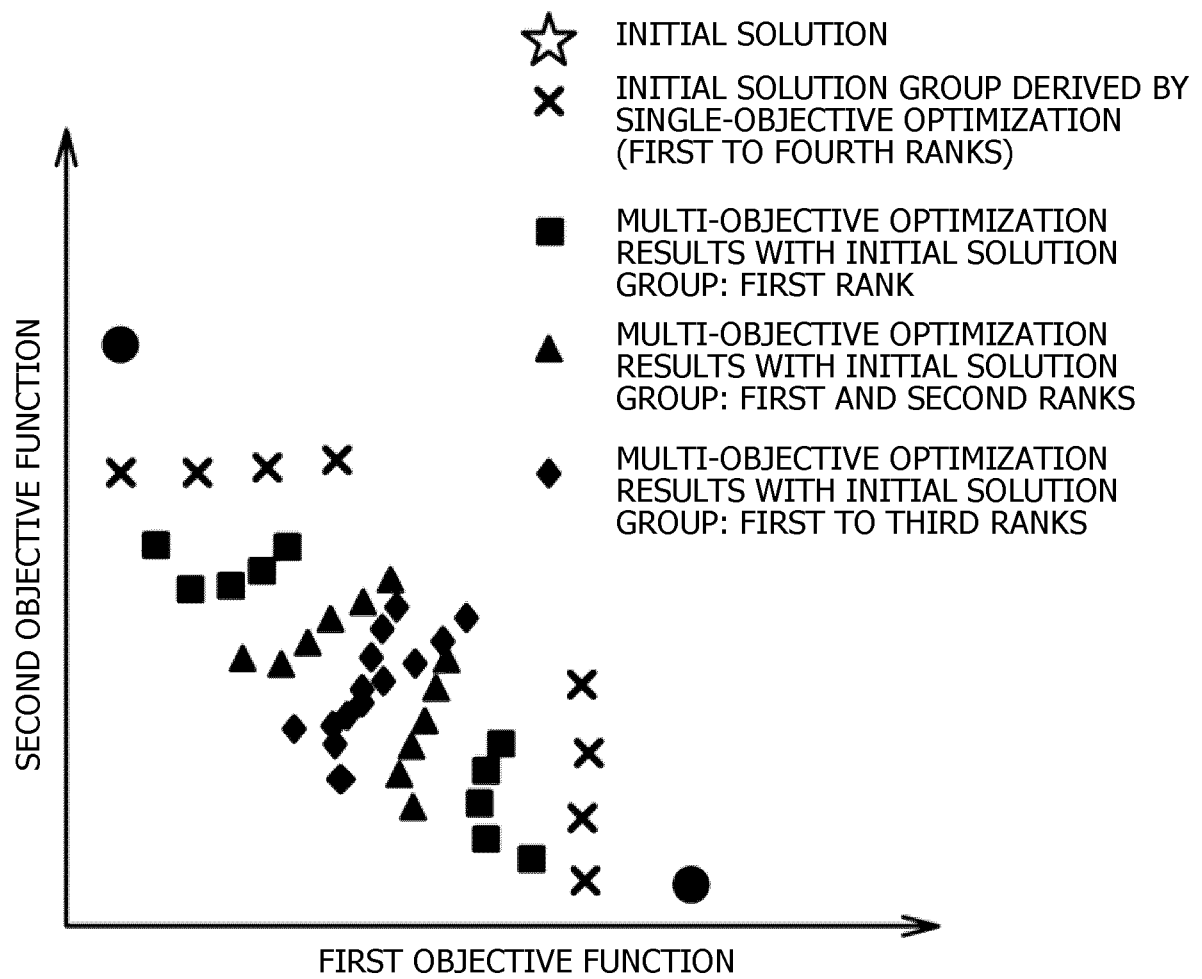 INITIAL SOLUTION
INITIAL SOLUTION GROUP DERIVED BY
SINGLE-OBJECTIVE OPTIMIZATION
(FIRST TO FOURTH RANKS)
MULTI-OBJECTIVE OPTIMIZATION
RESULTS WITH INITIAL SOLUTION
GROUP: FIRST RANK
MULTI-OBJECTIVE OPTIMIZATION
RESULTS WITH INITIAL SOLUTION
GROUP: FIRST AND SECOND RANKS
MULTI-OBJECTIVE OPTIMIZATION
RESULTS WITH INITIAL SOLUTION
GROUP: FIRST TO THIRD RANKS
SECOND OBJECTIVE FUNCTION
FIRST OBJECTIVE FUNCTION